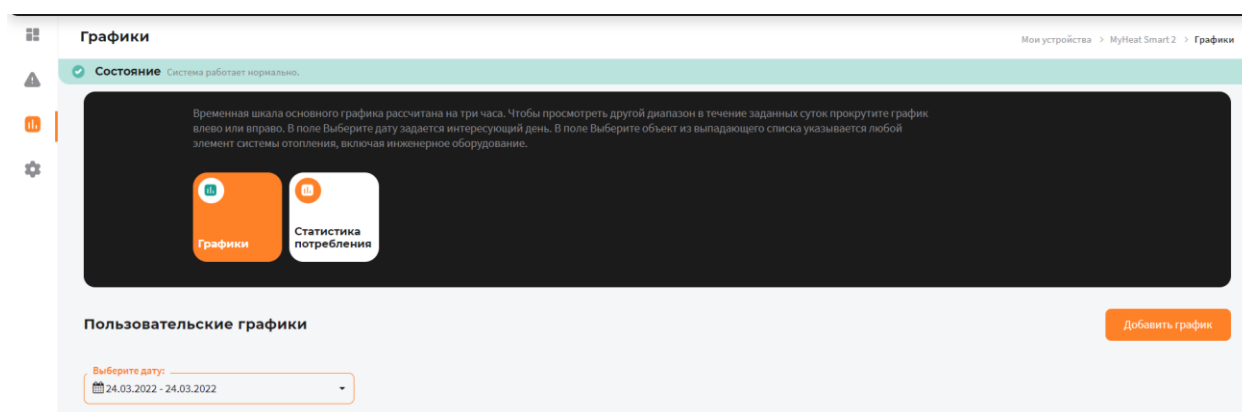 Графики
Мои устройства > MyHeat Smart 2 > Графики
Состояние Система работает нормально.
Временная шкала основного графика рассчитана на три часа. Чтобы просмотреть другой диапазон в течение заданных суток прокрутите график
влево или вправо. В поле Выберите дату задается интересующий день. В поле Выберите объект из выпадающего списка указывается любой
элемент системы отопления, включая инженерное оборудование.
Графики
Статистика
потребления
Пользовательские графики
Добавить график
Выберите дату:
24.03.2022 - 24.03.2022